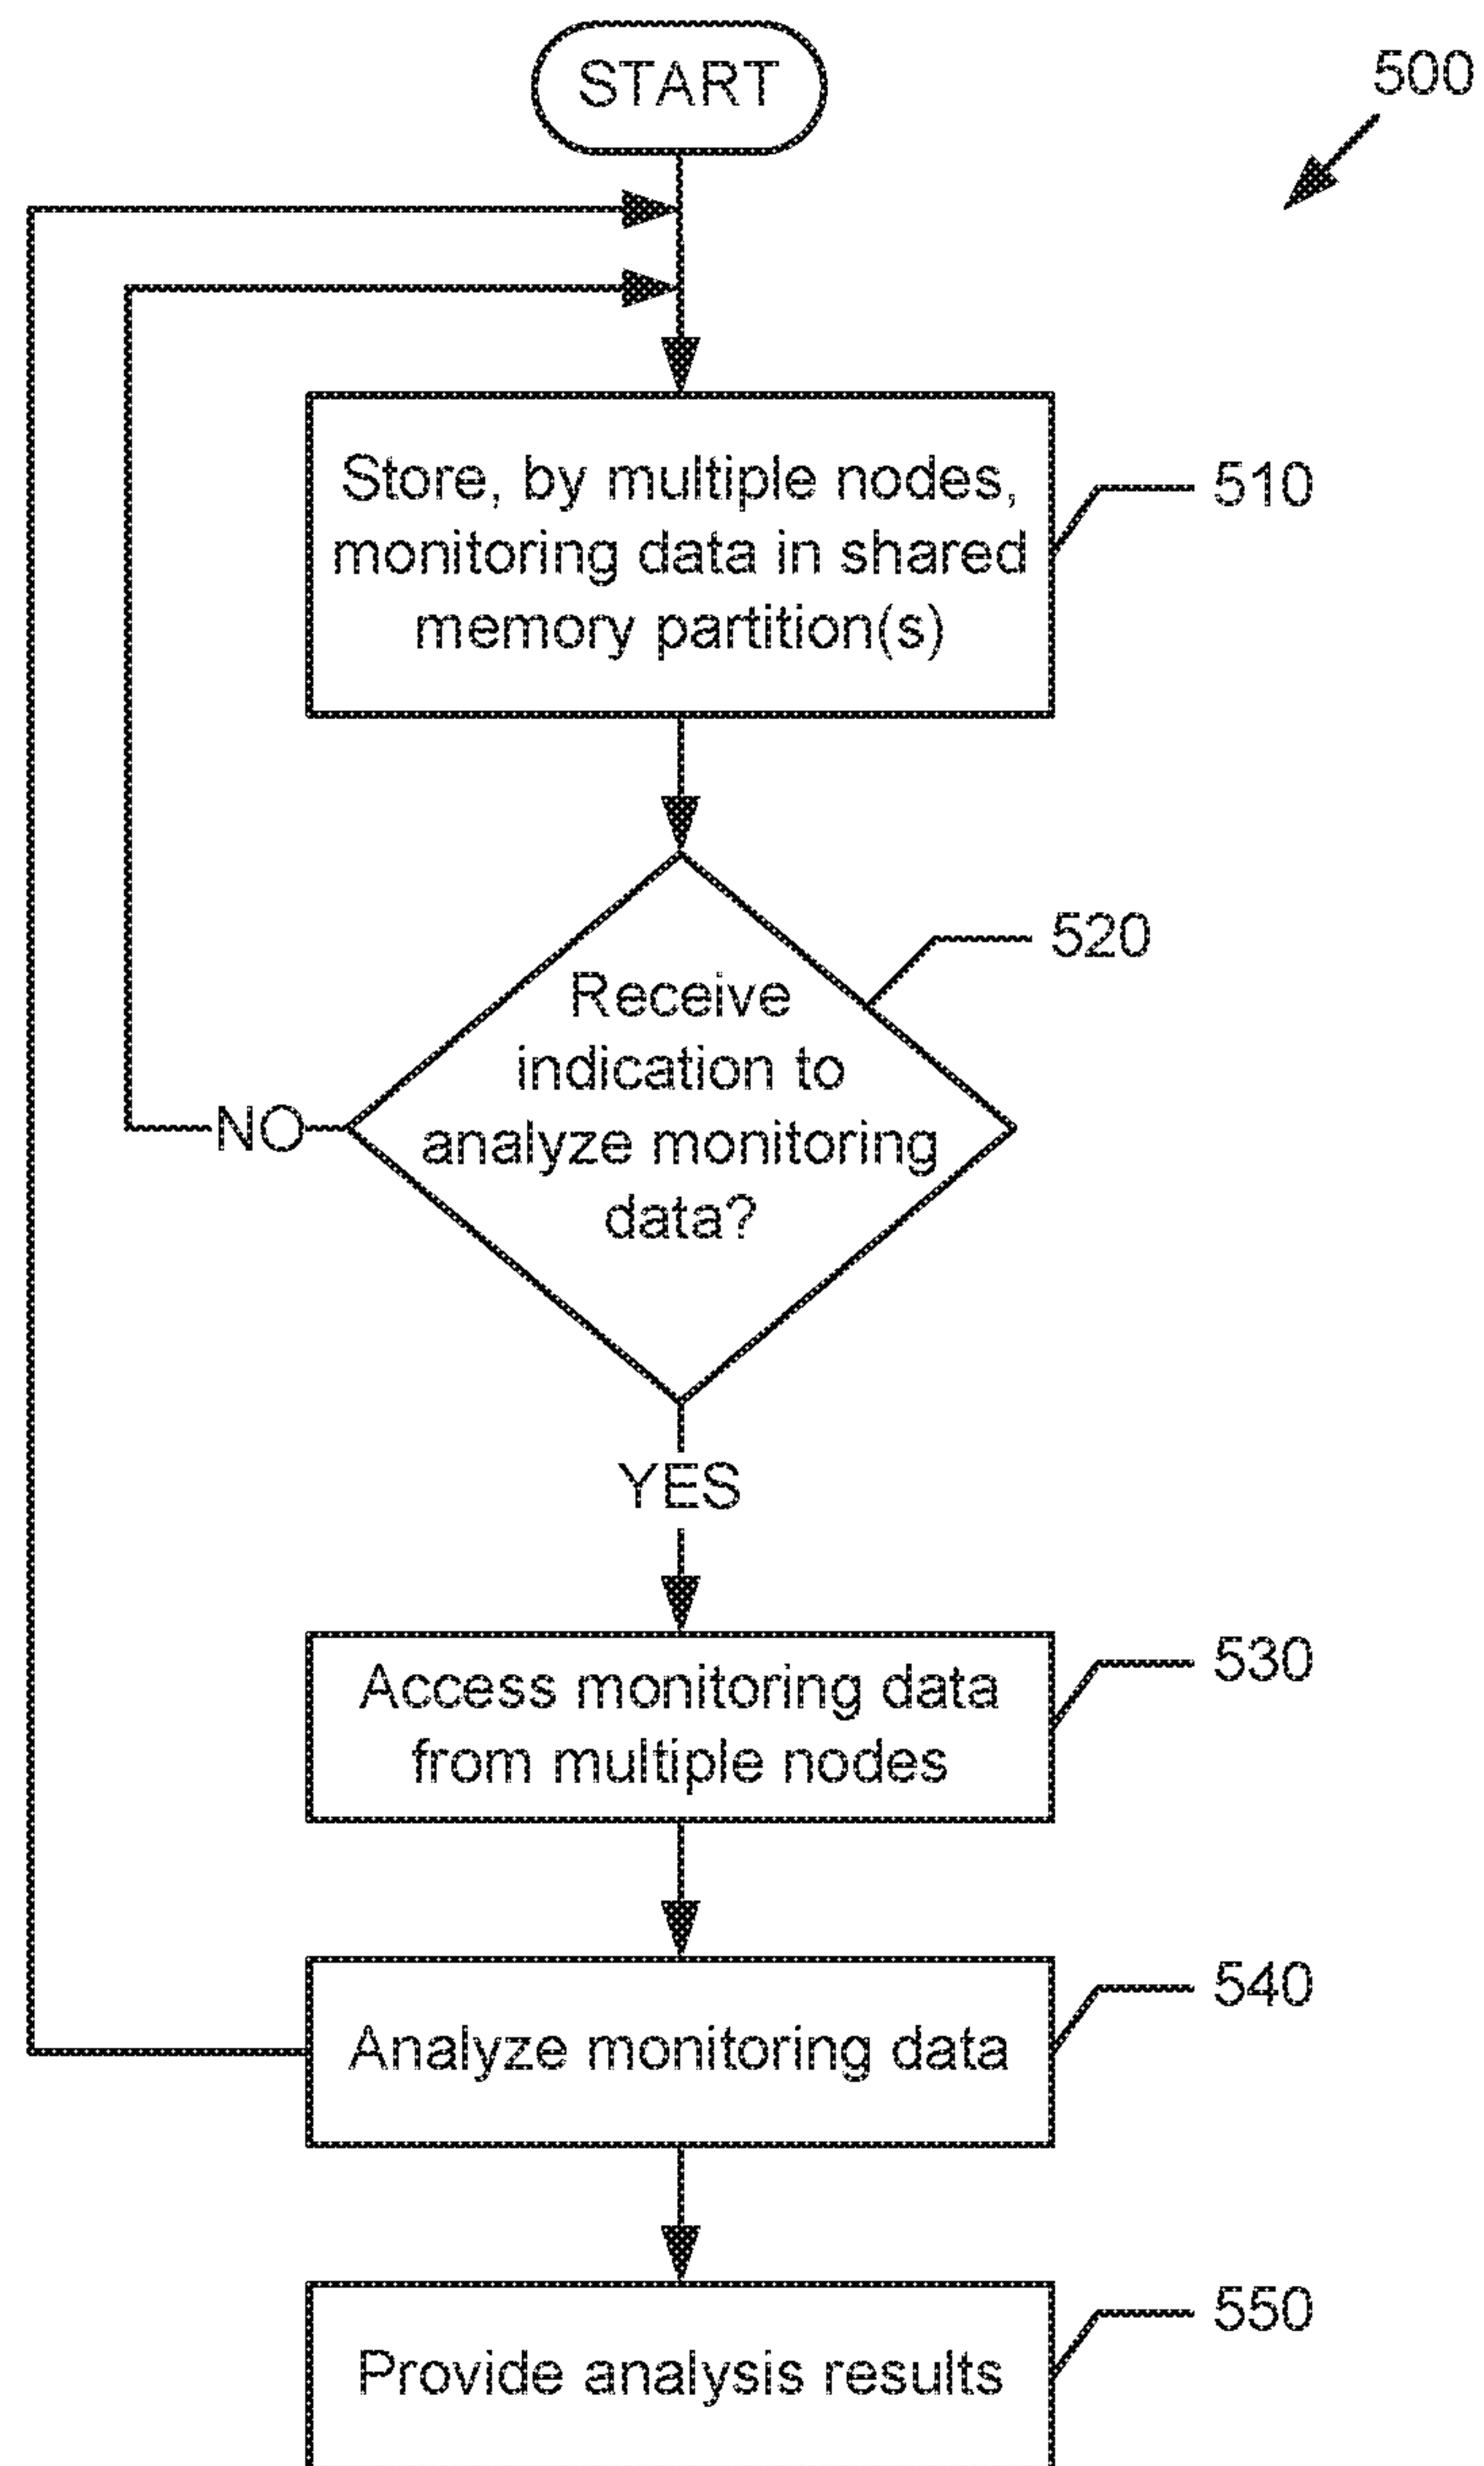 START
500
Store, by multiple nodes,
monitoring data in shared
memory partition(s)
510
Receive
indication to
analyze monitoring
data?
520
NO
YES
Access monitoring data
from multiple nodes
530
Analyze monitoring data
540
Provide analysis results
550